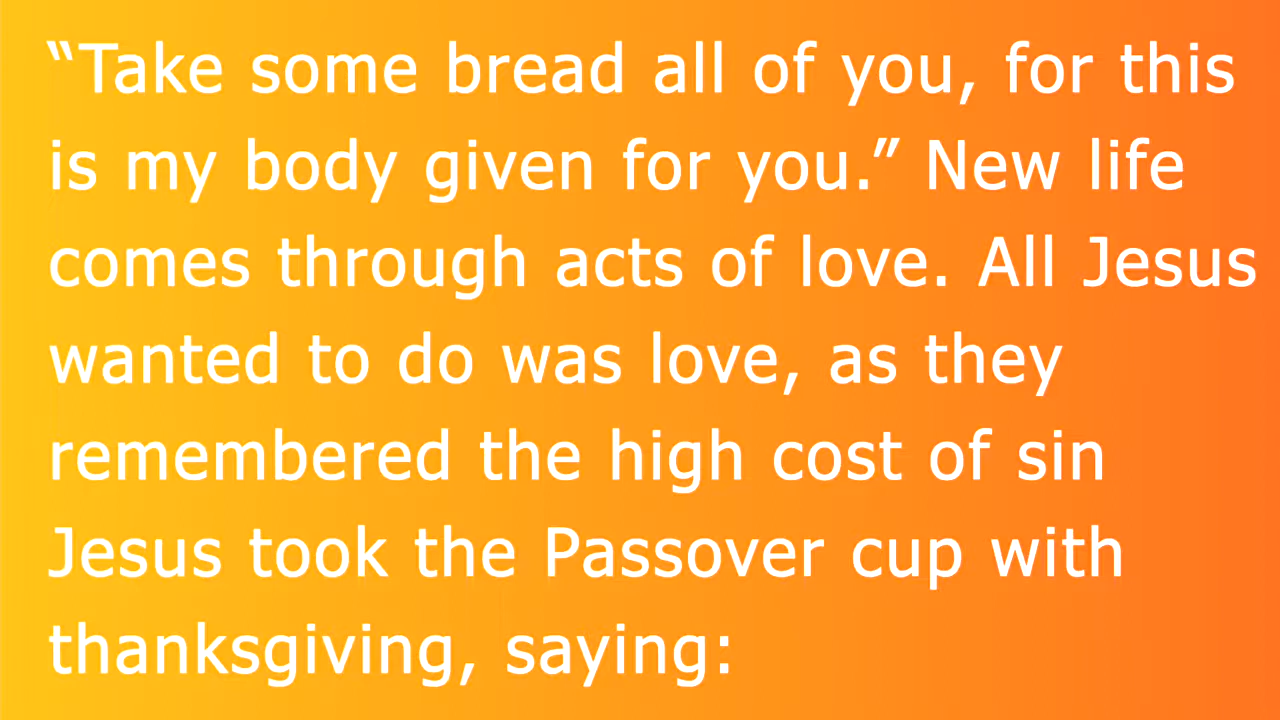 “Take some bread all of you, for this
is my body given for you.” New life
comes through acts of love. All Jesus
wanted to do was love, as they
remembered the high cost of sin
Jesus took the Passover cup with
thanksgiving, saying: